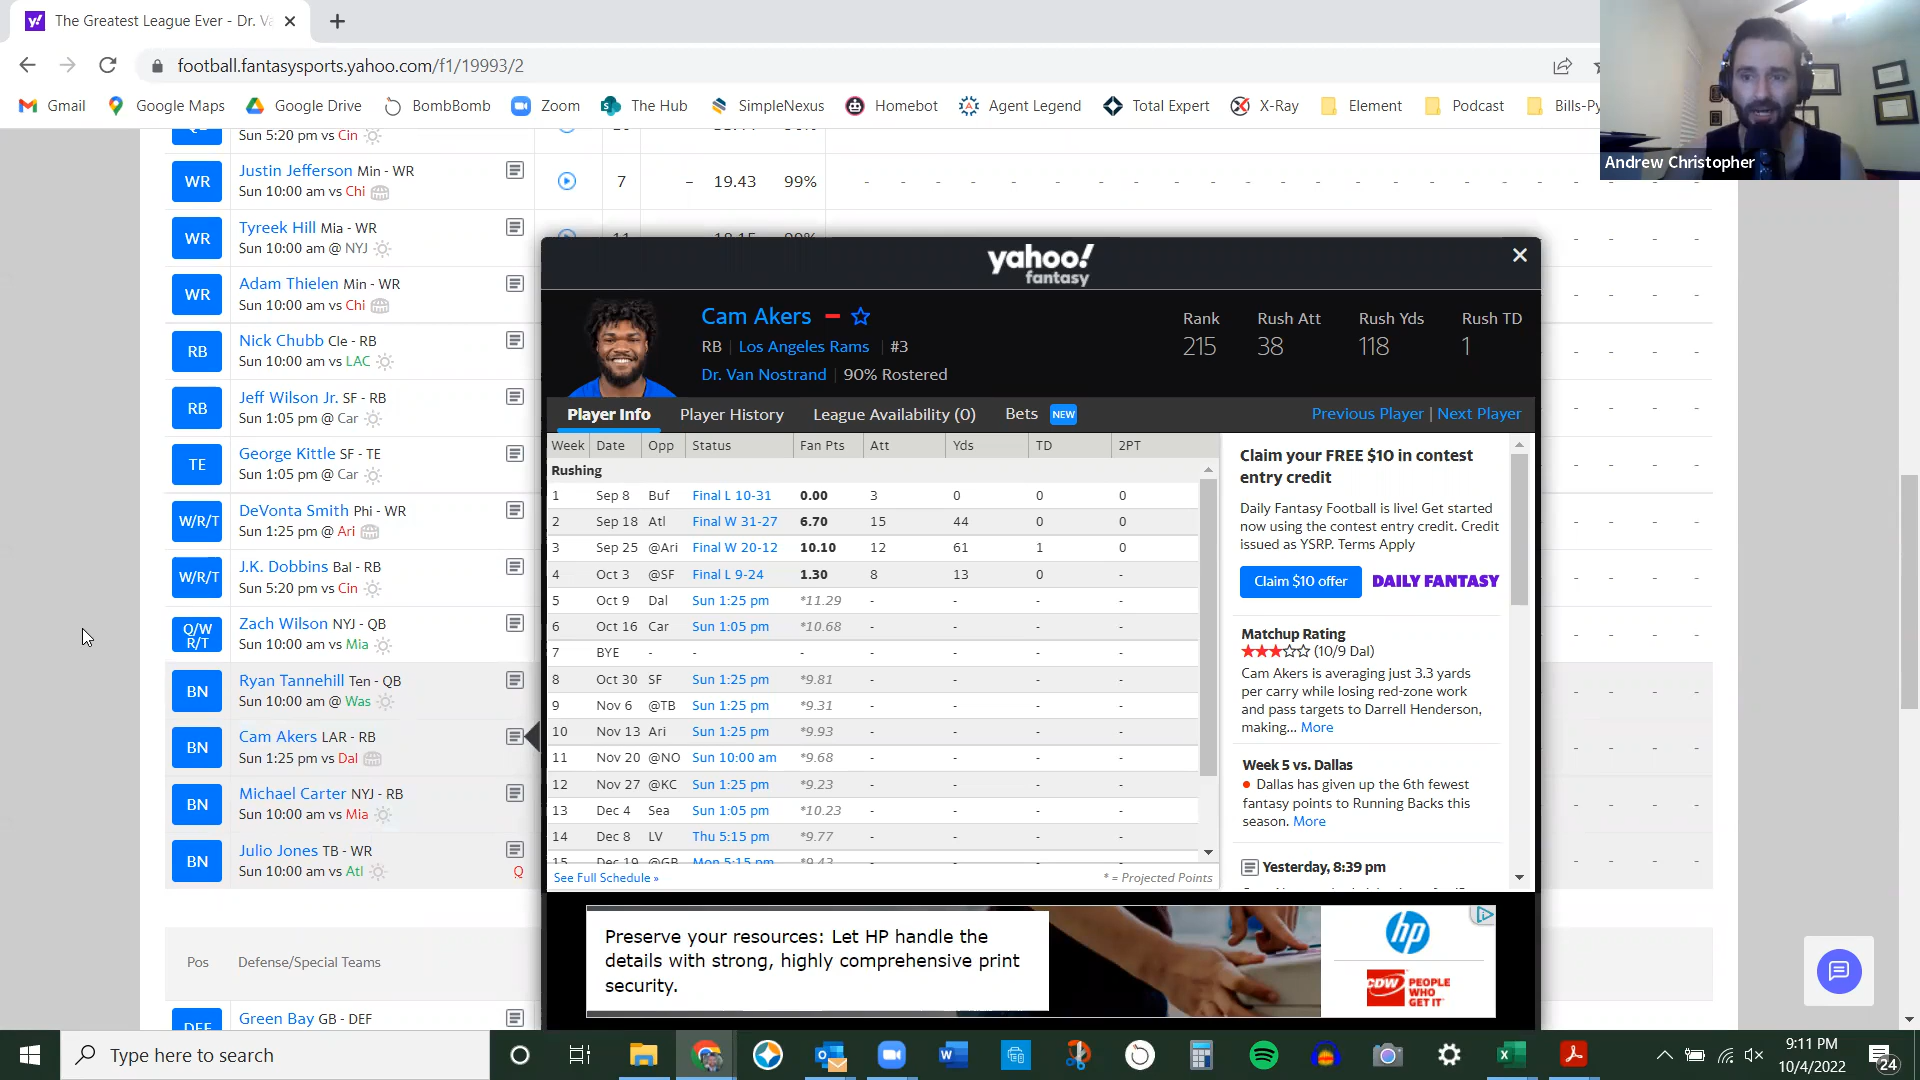 The Greatest League Ever - Dr. Va
football.fantasysports.yahoo.com/f1/19993/2
Gmail Google Maps Google Drive BombBomb Zoom The Hub SimpleNexus Homebot Agent Legend Total Expert X-Ray Element Podcast Bills-Py
Andrew Christopher
Sun 5:20 pm vs Cin
WR Justin Jefferson Min - WR
Sun 10:00 am vs Chi
7 - 19.43 99%
WR Tyreek Hill Mia - WR
Sun 10:00 am @ NYJ
WR Adam Thielen Min - WR
Sun 10:00 am vs Chi
RB Nick Chubb Cle - RB
Sun 10:00 am vs LAC
RB Jeff Wilson Jr. SF - RB
Sun 1:05 pm @ Car
TE George Kittle SF - TE
Sun 1:05 pm @ Car
W/R/T DeVonta Smith Phi - WR
Sun 1:25 pm @ Ari
W/R/T J.K. Dobbins Bal - RB
Sun 5:20 pm vs Cin
Q/W R/T Zach Wilson NYJ - QB
Sun 10:00 am vs Mia
BN Ryan Tannehill Ten - QB
Sun 10:00 am @ Was
BN Cam Akers LAR - RB
Sun 1:25 pm vs Dal
BN Michael Carter NYJ - RB
Sun 10:00 am vs Mia
BN Julio Jones TB - WR
Sun 10:00 am vs Atl Q
Pos Defense/Special Teams
DEF Green Bay GB - DEF
yahoo!
fantasy
Cam Akers
RB | Los Angeles Rams | #3
Dr. Van Nostrand | 90% Rostered
Rank Rush Att Rush Yds Rush TD
215 38 118 1
Player Info Player History League Availability (0) Bets NEW Previous Player | Next Player
Week Date Opp Status Fan Pts Att Yds TD 2PT
Rushing
1 Sep 8 Buf Final L 10-31 0.00 3 0 0 0
2 Sep 18 Atl Final W 31-27 6.70 15 44 0 0
3 Sep 25 @Ari Final W 20-12 10.10 12 61 1 0
4 Oct 3 @SF Final L 9-24 1.30 8 13 0 -
5 Oct 9 Dal Sun 1:25 pm *11.29 - - - -
6 Oct 16 Car Sun 1:05 pm *10.68 - - - -
7 BYE - - - - - - -
8 Oct 30 SF Sun 1:25 pm *9.81 - - - -
9 Nov 6 @TB Sun 1:25 pm *9.31 - - - -
10 Nov 13 Ari Sun 1:25 pm *9.93 - - - -
11 Nov 20 @NO Sun 10:00 am *9.68 - - - -
12 Nov 27 @KC Sun 1:25 pm *9.23 - - - -
13 Dec 4 Sea Sun 1:05 pm *10.23 - - - -
14 Dec 8 LV Thu 5:15 pm *9.77 - - - -
15 Dec 19 @GB Mon 5:15 pm *9.43 - - - -
See Full Schedule » * = Projected Points
Claim your FREE $10 in contest
entry credit
Daily Fantasy Football is live! Get started
now using the contest entry credit. Credit
issued as YSRP. Terms Apply
Claim $10 offer DAILY FANTASY
Matchup Rating
(10/9 Dal)
Cam Akers is averaging just 3.3 yards
per carry while losing red-zone work
and pass targets to Darrell Henderson,
making... More
Week 5 vs. Dallas
Dallas has given up the 6th fewest
fantasy points to Running Backs this
season. More
Yesterday, 8:39 pm
Preserve your resources: Let HP handle the
details with strong, highly comprehensive print
security.
hp
CDW PEOPLE
WHO
GET IT
Type here to search
9:11 PM
10/4/2022
24